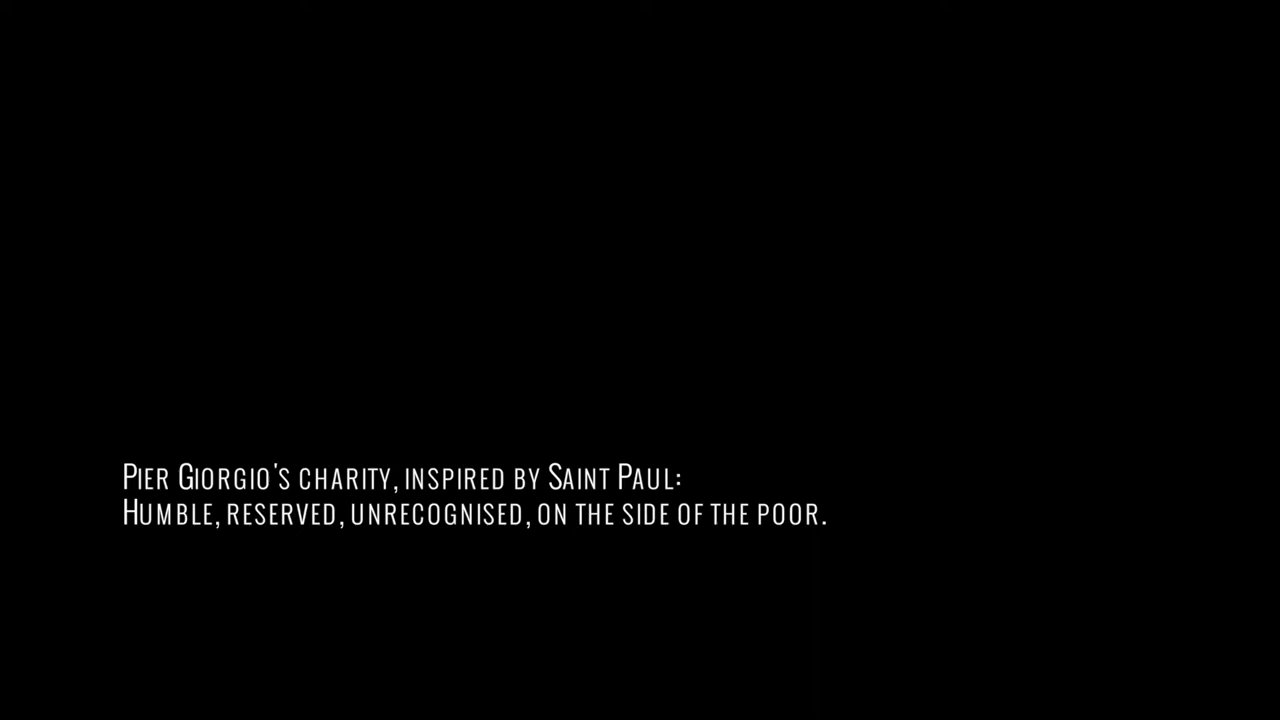 Pier Giorgio's charity, inspired by Saint Paul:
Humble, reserved, unrecognised, on the side of the poor.